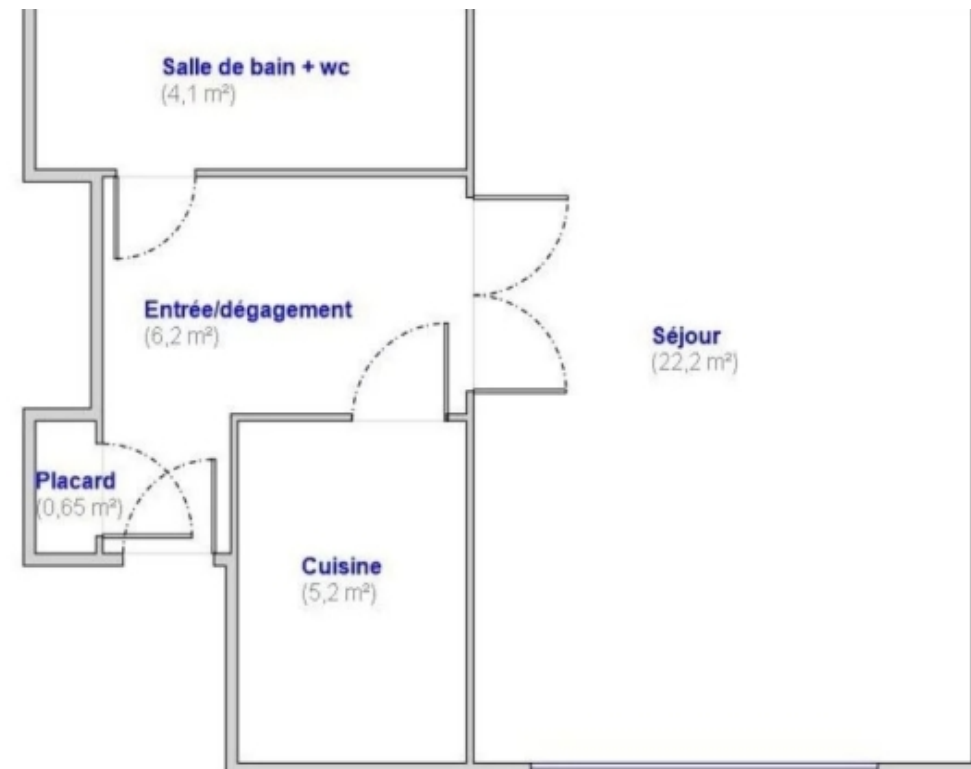 Salle de bain + wc
(4,1 m²)
Entrée/dégagement
(6,2 m²)
Séjour
(22,2 m²)
Placard
(0,65 m²)
Cuisine
(5,2 m²)